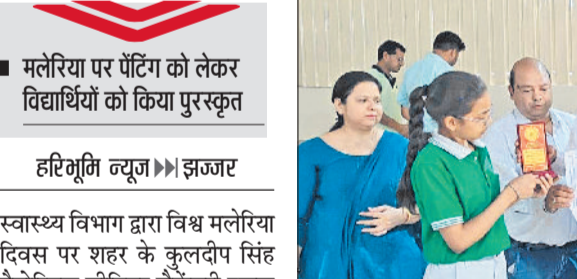 ■ मलेरिया पर पेंटिंग को लेकर
विद्यार्थियों को किया पुरस्कृत
हरिभूमि न्यूज ▶▶ झज्जर
स्वास्थ्य विभाग द्वारा विश्व मलेरिया
दिवस पर शहर के कुलदीप सिंह